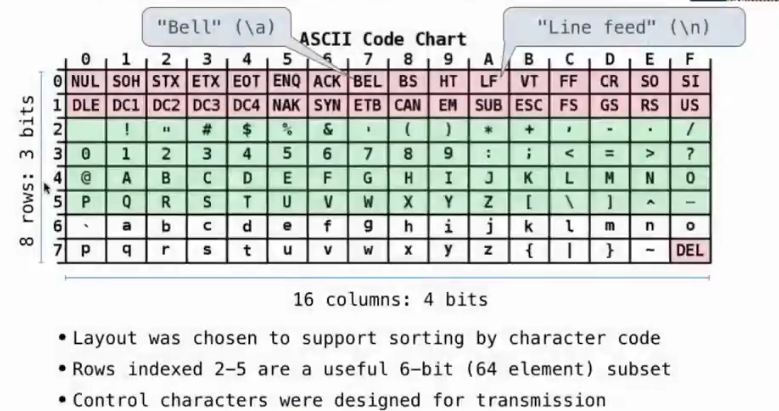 "Bell" (\a)
"Line feed" (\n)
ASCII Code Chart
0 1 2 3 4 5 6 7 8 9 A B C D E F
0 NUL SOH STX ETX EOT ENQ ACK BEL BS HT LF VT FF CR SO SI
1 DLE DC1 DC2 DC3 DC4 NAK SYN ETB CAN EM SUB ESC FS GS RS US
2 ! " # $ % & ' ( ) * + , - . /
3 0 1 2 3 4 5 6 7 8 9 : ; < = > ?
4 @ A B C D E F G H I J K L M N O
5 P Q R S T U V W X Y Z [ \ ] ^ _
6 ` a b c d e f g h i j k l m n o
7 p q r s t u v w x y z { | } ~ DEL
8 rows: 3 bits
16 columns: 4 bits
• Layout was chosen to support sorting by character code
• Rows indexed 2–5 are a useful 6-bit (64 element) subset
• Control characters were designed for transmission